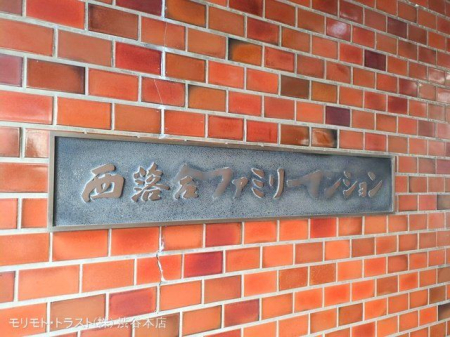 西落合ファミリーマンション
モリモト・トラスト(株)渋谷本店